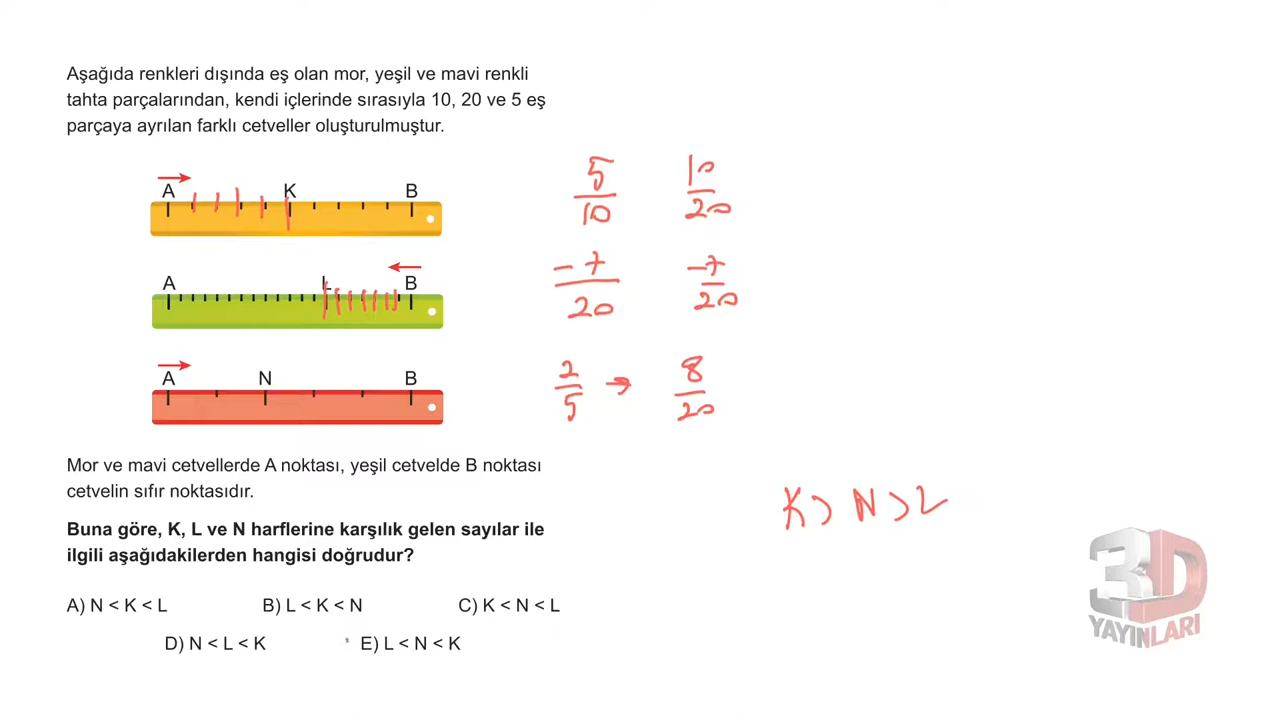 Aşağıda renkleri dışında eş olan mor, yeşil ve mavi renkli
tahta parçalarından, kendi içlerinde sırasıyla 10, 20 ve 5 eş
parçaya ayrılan farklı cetveller oluşturulmuştur.
A K B
5/10 10/20
A L B
-7/20 -7/20
A N B
2/5 → 8/20
Mor ve mavi cetvellerde A noktası, yeşil cetvelde B noktası
cetvelin sıfır noktasıdır.
K > N > L
Buna göre, K, L ve N harflerine karşılık gelen sayılar ile
ilgili aşağıdakilerden hangisi doğrudur?
A) N < K < L B) L < K < N C) K < N < L
D) N < L < K E) L < N < K
3D
YAYINLARI